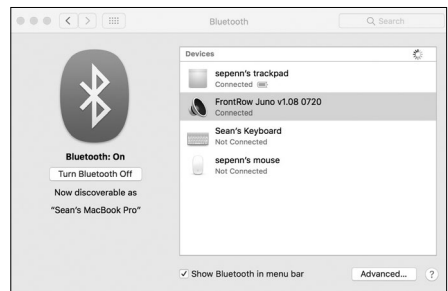 Bluetooth
Search
Devices
sepenn's trackpad
Connected
FrontRow Juno v1.08 0720
Connected
Sean's Keyboard
Not Connected
sepenn's mouse
Not Connected
Bluetooth: On
Turn Bluetooth Off
Now discoverable as
“Sean's MacBook Pro”
Show Bluetooth in menu bar
Advanced...
?